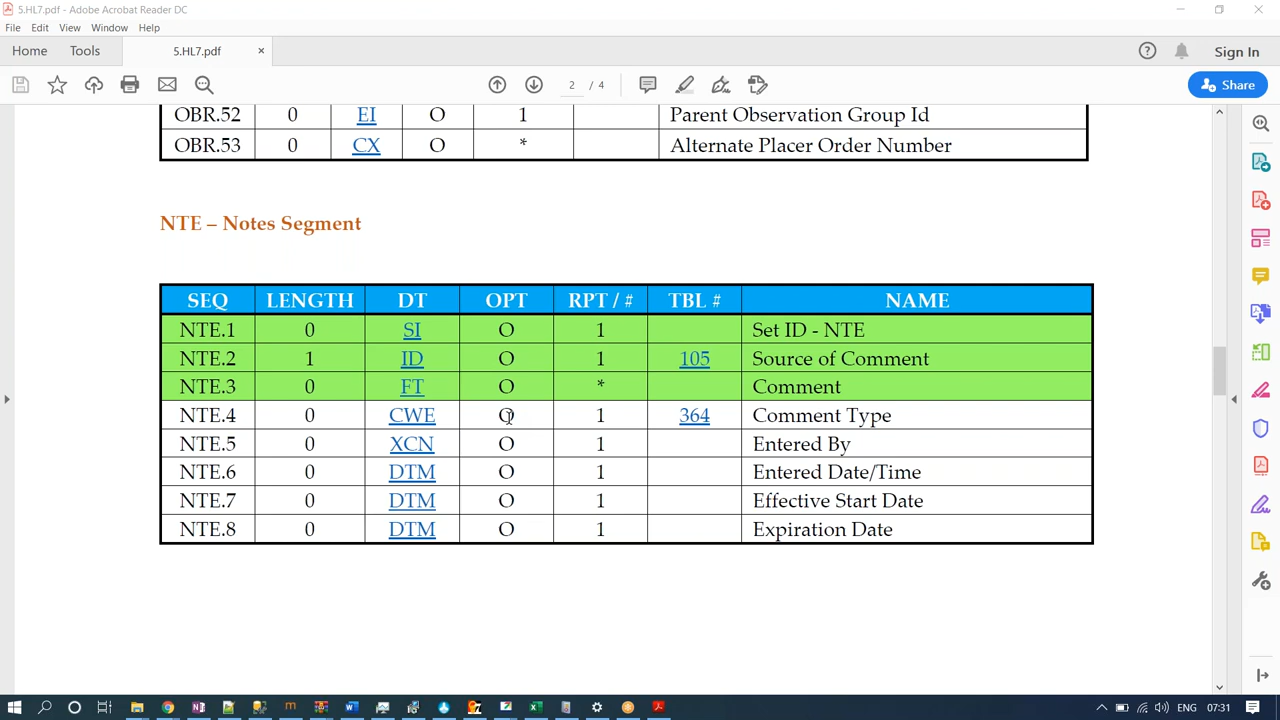 5.HL7.pdf - Adobe Acrobat Reader DC
File Edit View Window Help
Home Tools 5.HL7.pdf × Sign In
2 / 4 Share
OBR.52 0 EI O 1 Parent Observation Group Id
OBR.53 0 CX O * Alternate Placer Order Number
NTE – Notes Segment
SEQ LENGTH DT OPT RPT / # TBL # NAME
NTE.1 0 SI O 1 Set ID - NTE
NTE.2 1 ID O 1 105 Source of Comment
NTE.3 0 FT O * Comment
NTE.4 0 CWE O 1 364 Comment Type
NTE.5 0 XCN O 1 Entered By
NTE.6 0 DTM O 1 Entered Date/Time
NTE.7 0 DTM O 1 Effective Start Date
NTE.8 0 DTM O 1 Expiration Date
ENG 07:31